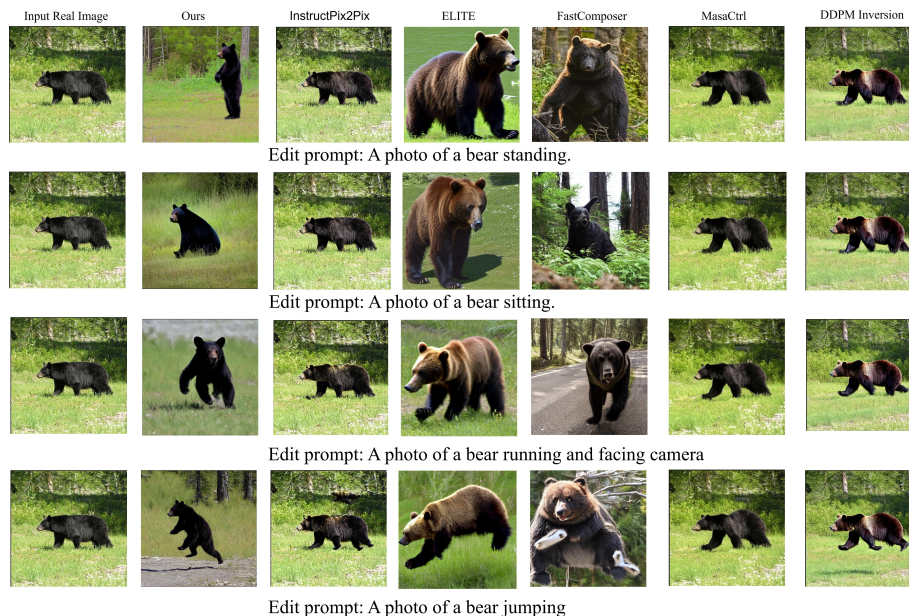 Input Real Image Ours InstructPix2Pix ELITE FastComposer MasaCtrl DDPM Inversion
Edit prompt: A photo of a bear standing.
Edit prompt: A photo of a bear sitting.
Edit prompt: A photo of a bear running and facing camera
Edit prompt: A photo of a bear jumping